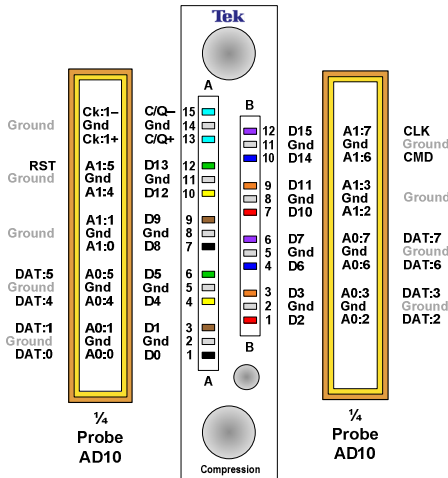 Tek
A
B
Ck:1– C/Q– 15
Ground Gnd Gnd 14
Ck:1+ C/Q+ 13
12 D15 A1:7 CLK
11 Gnd Gnd Ground
10 D14 A1:6 CMD
RST A1:5 D13 12
Ground Gnd Gnd 11
A1:4 D12 10
9 D11 A1:3
8 Gnd Gnd Ground
7 D10 A1:2
A1:1 D9 9
Ground Gnd Gnd 8
A1:0 D8 7
6 D7 A0:7 DAT:7
5 Gnd Gnd Ground
4 D6 A0:6 DAT:6
DAT:5 A0:5 D5 6
Ground Gnd Gnd 5
DAT:4 A0:4 D4 4
3 D3 A0:3 DAT:3
2 Gnd Gnd Ground
1 D2 A0:2 DAT:2
DAT:1 A0:1 D1 3
Ground Gnd Gnd 2
DAT:0 A0:0 D0 1
B
A
¼
Probe
AD10
¼
Probe
AD10
Compression